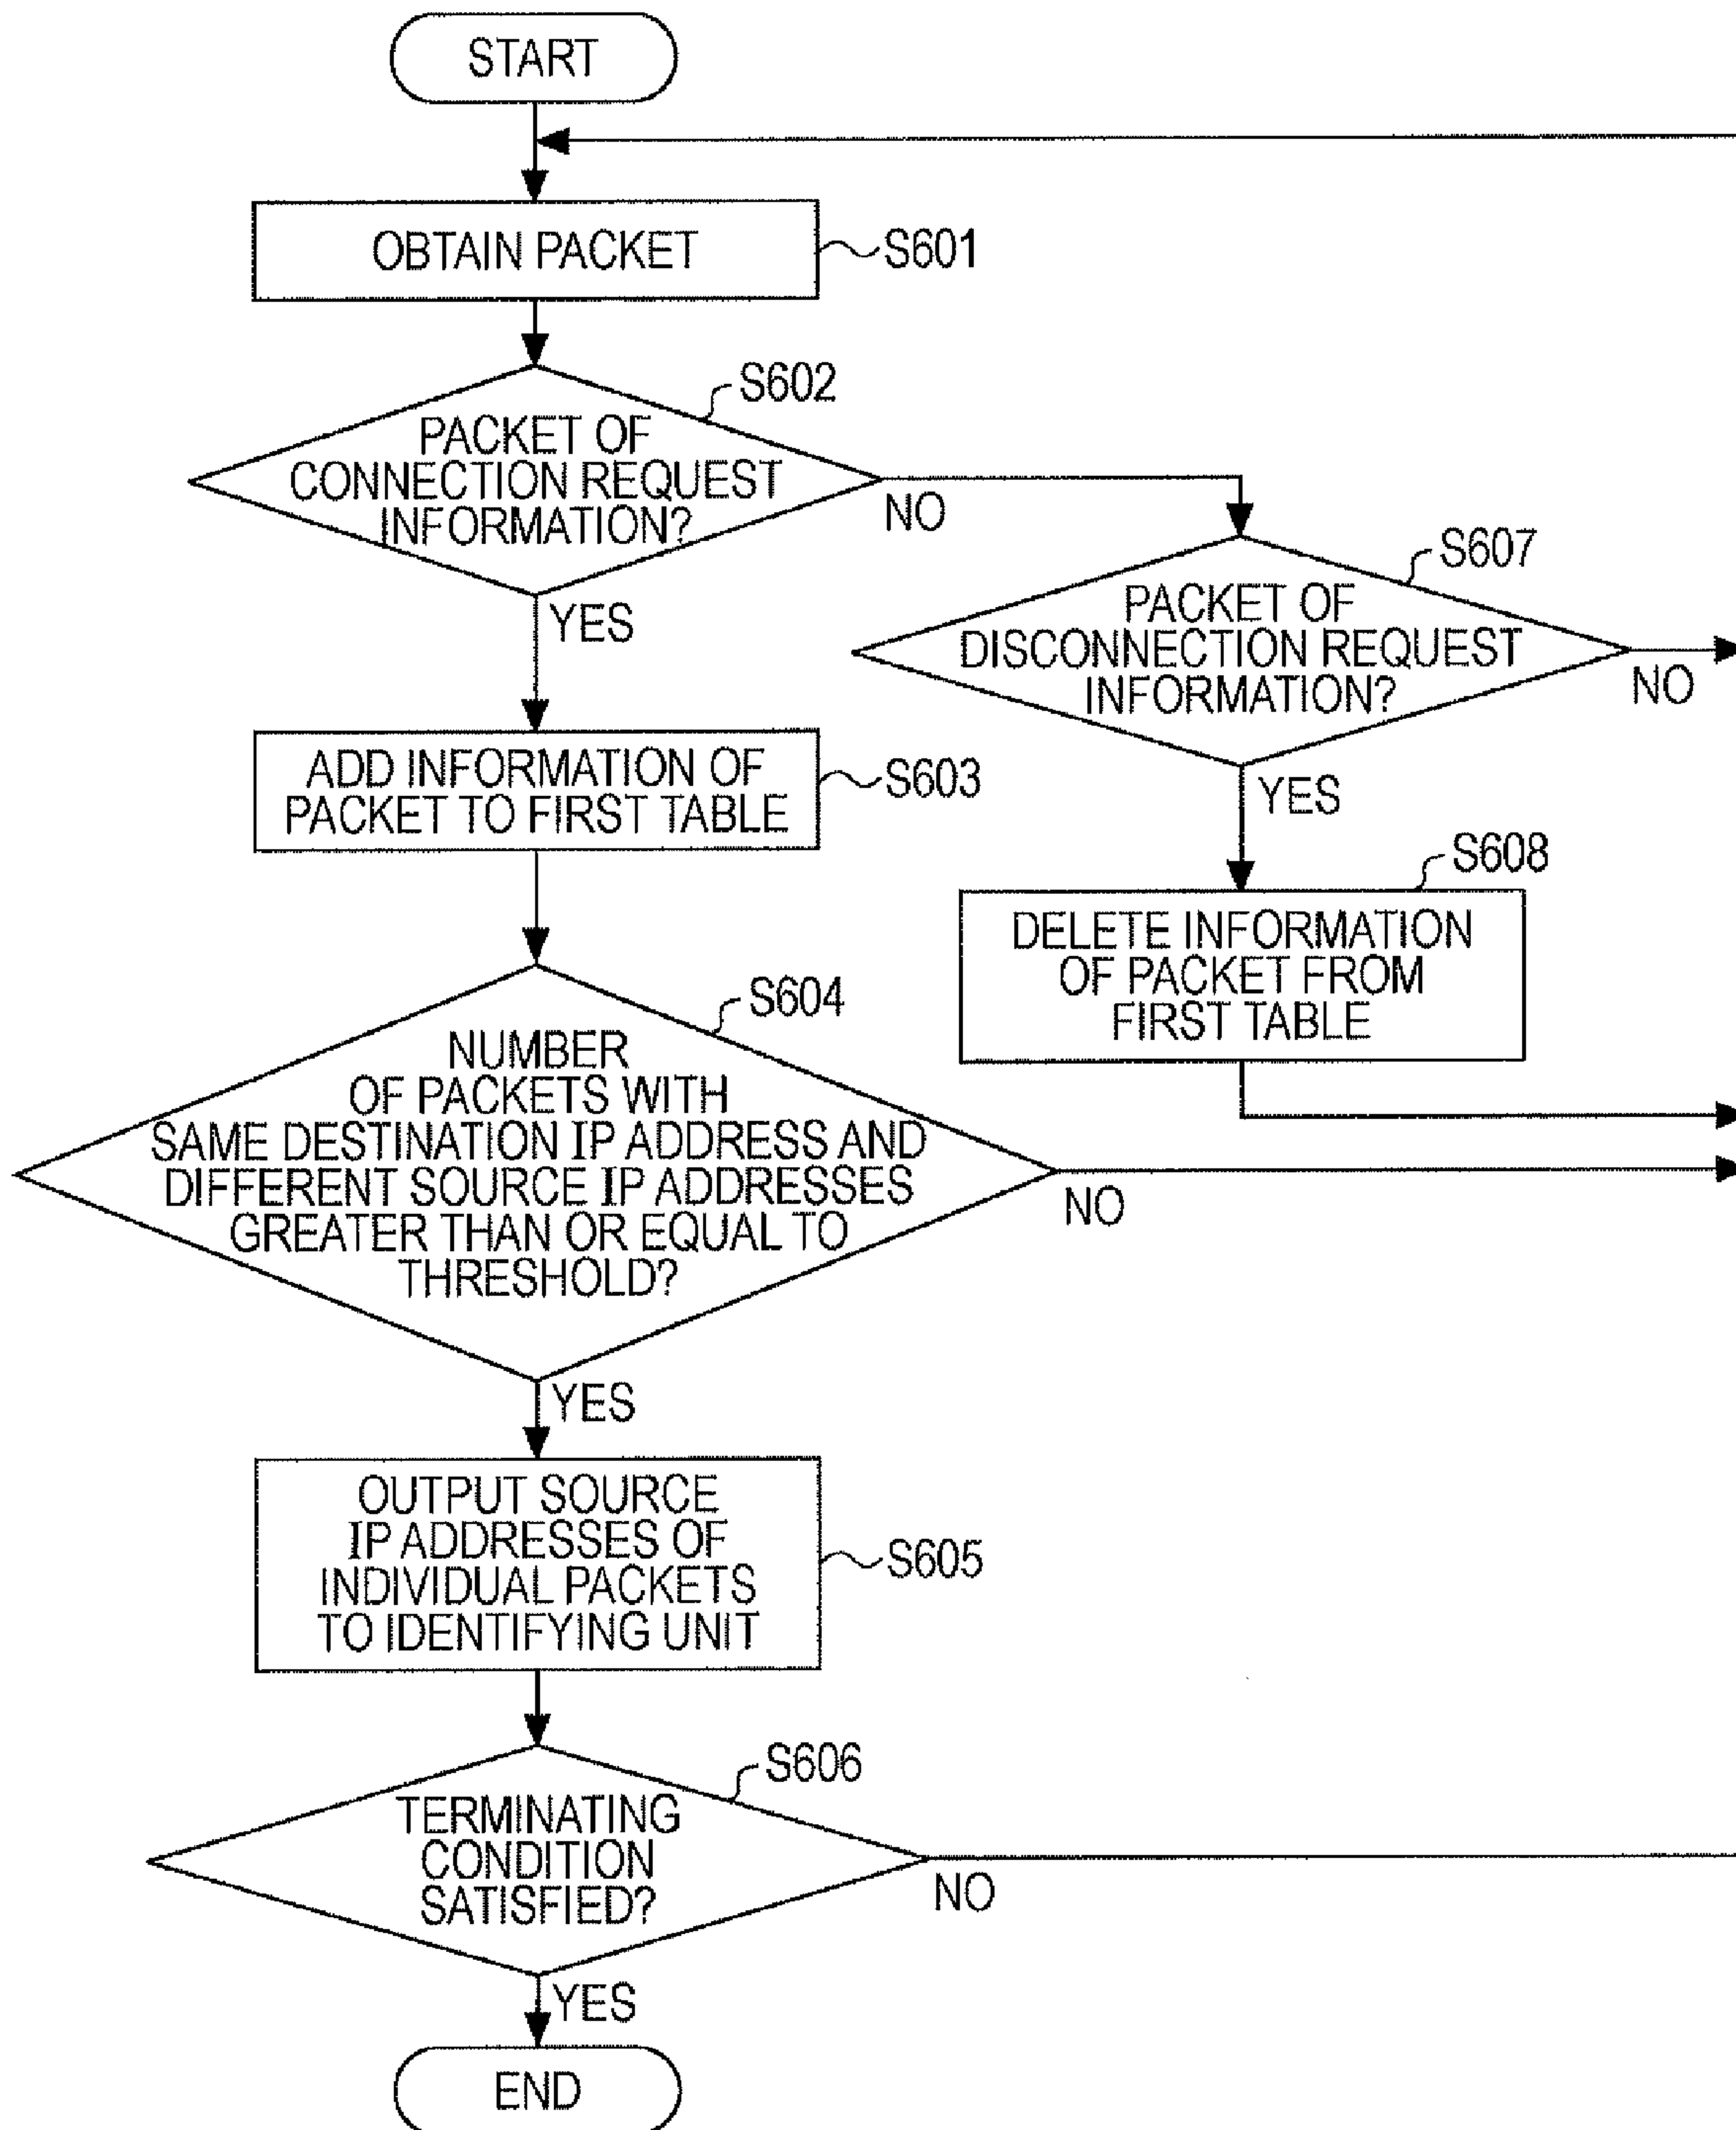 START
OBTAIN PACKET
S601
S602
PACKET OF
CONNECTION REQUEST
INFORMATION?
NO
YES
S607
PACKET OF
DISCONNECTION REQUEST
INFORMATION?
NO
YES
ADD INFORMATION OF
PACKET TO FIRST TABLE
S603
S608
DELETE INFORMATION
OF PACKET FROM
FIRST TABLE
S604
NUMBER
OF PACKETS WITH
SAME DESTINATION IP ADDRESS AND
DIFFERENT SOURCE IP ADDRESSES
GREATER THAN OR EQUAL TO
THRESHOLD?
NO
YES
OUTPUT SOURCE
IP ADDRESSES OF
INDIVIDUAL PACKETS
TO IDENTIFYING UNIT
S605
S606
TERMINATING
CONDITION
SATISFIED?
NO
YES
END